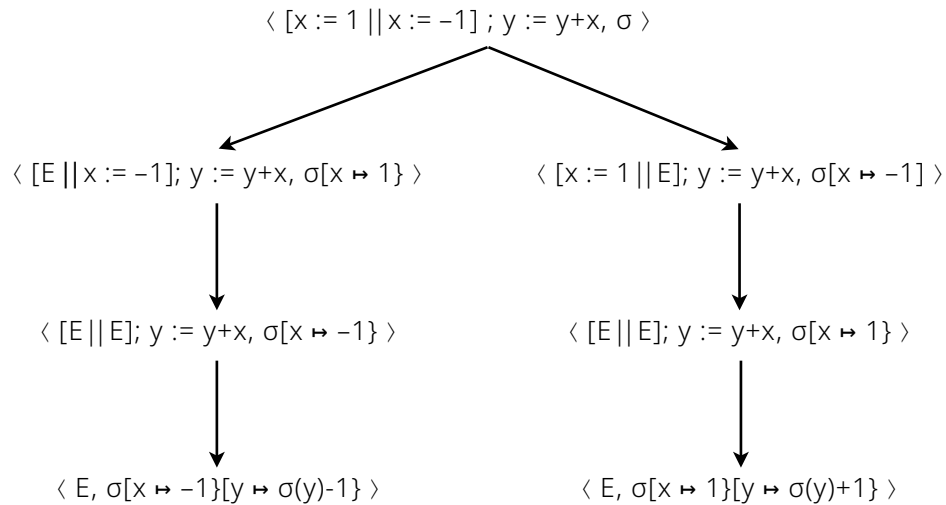 ⟨ [x := 1 || x := –1] ; y := y+x, σ ⟩
⟨ [E || x := –1]; y := y+x, σ[x ↦ 1} ⟩
⟨ [x := 1 || E]; y := y+x, σ[x ↦ –1] ⟩
⟨ [E || E]; y := y+x, σ[x ↦ –1} ⟩
⟨ [E || E]; y := y+x, σ[x ↦ 1} ⟩
⟨ E, σ[x ↦ –1}[y ↦ σ(y)-1} ⟩
⟨ E, σ[x ↦ 1}[y ↦ σ(y)+1} ⟩